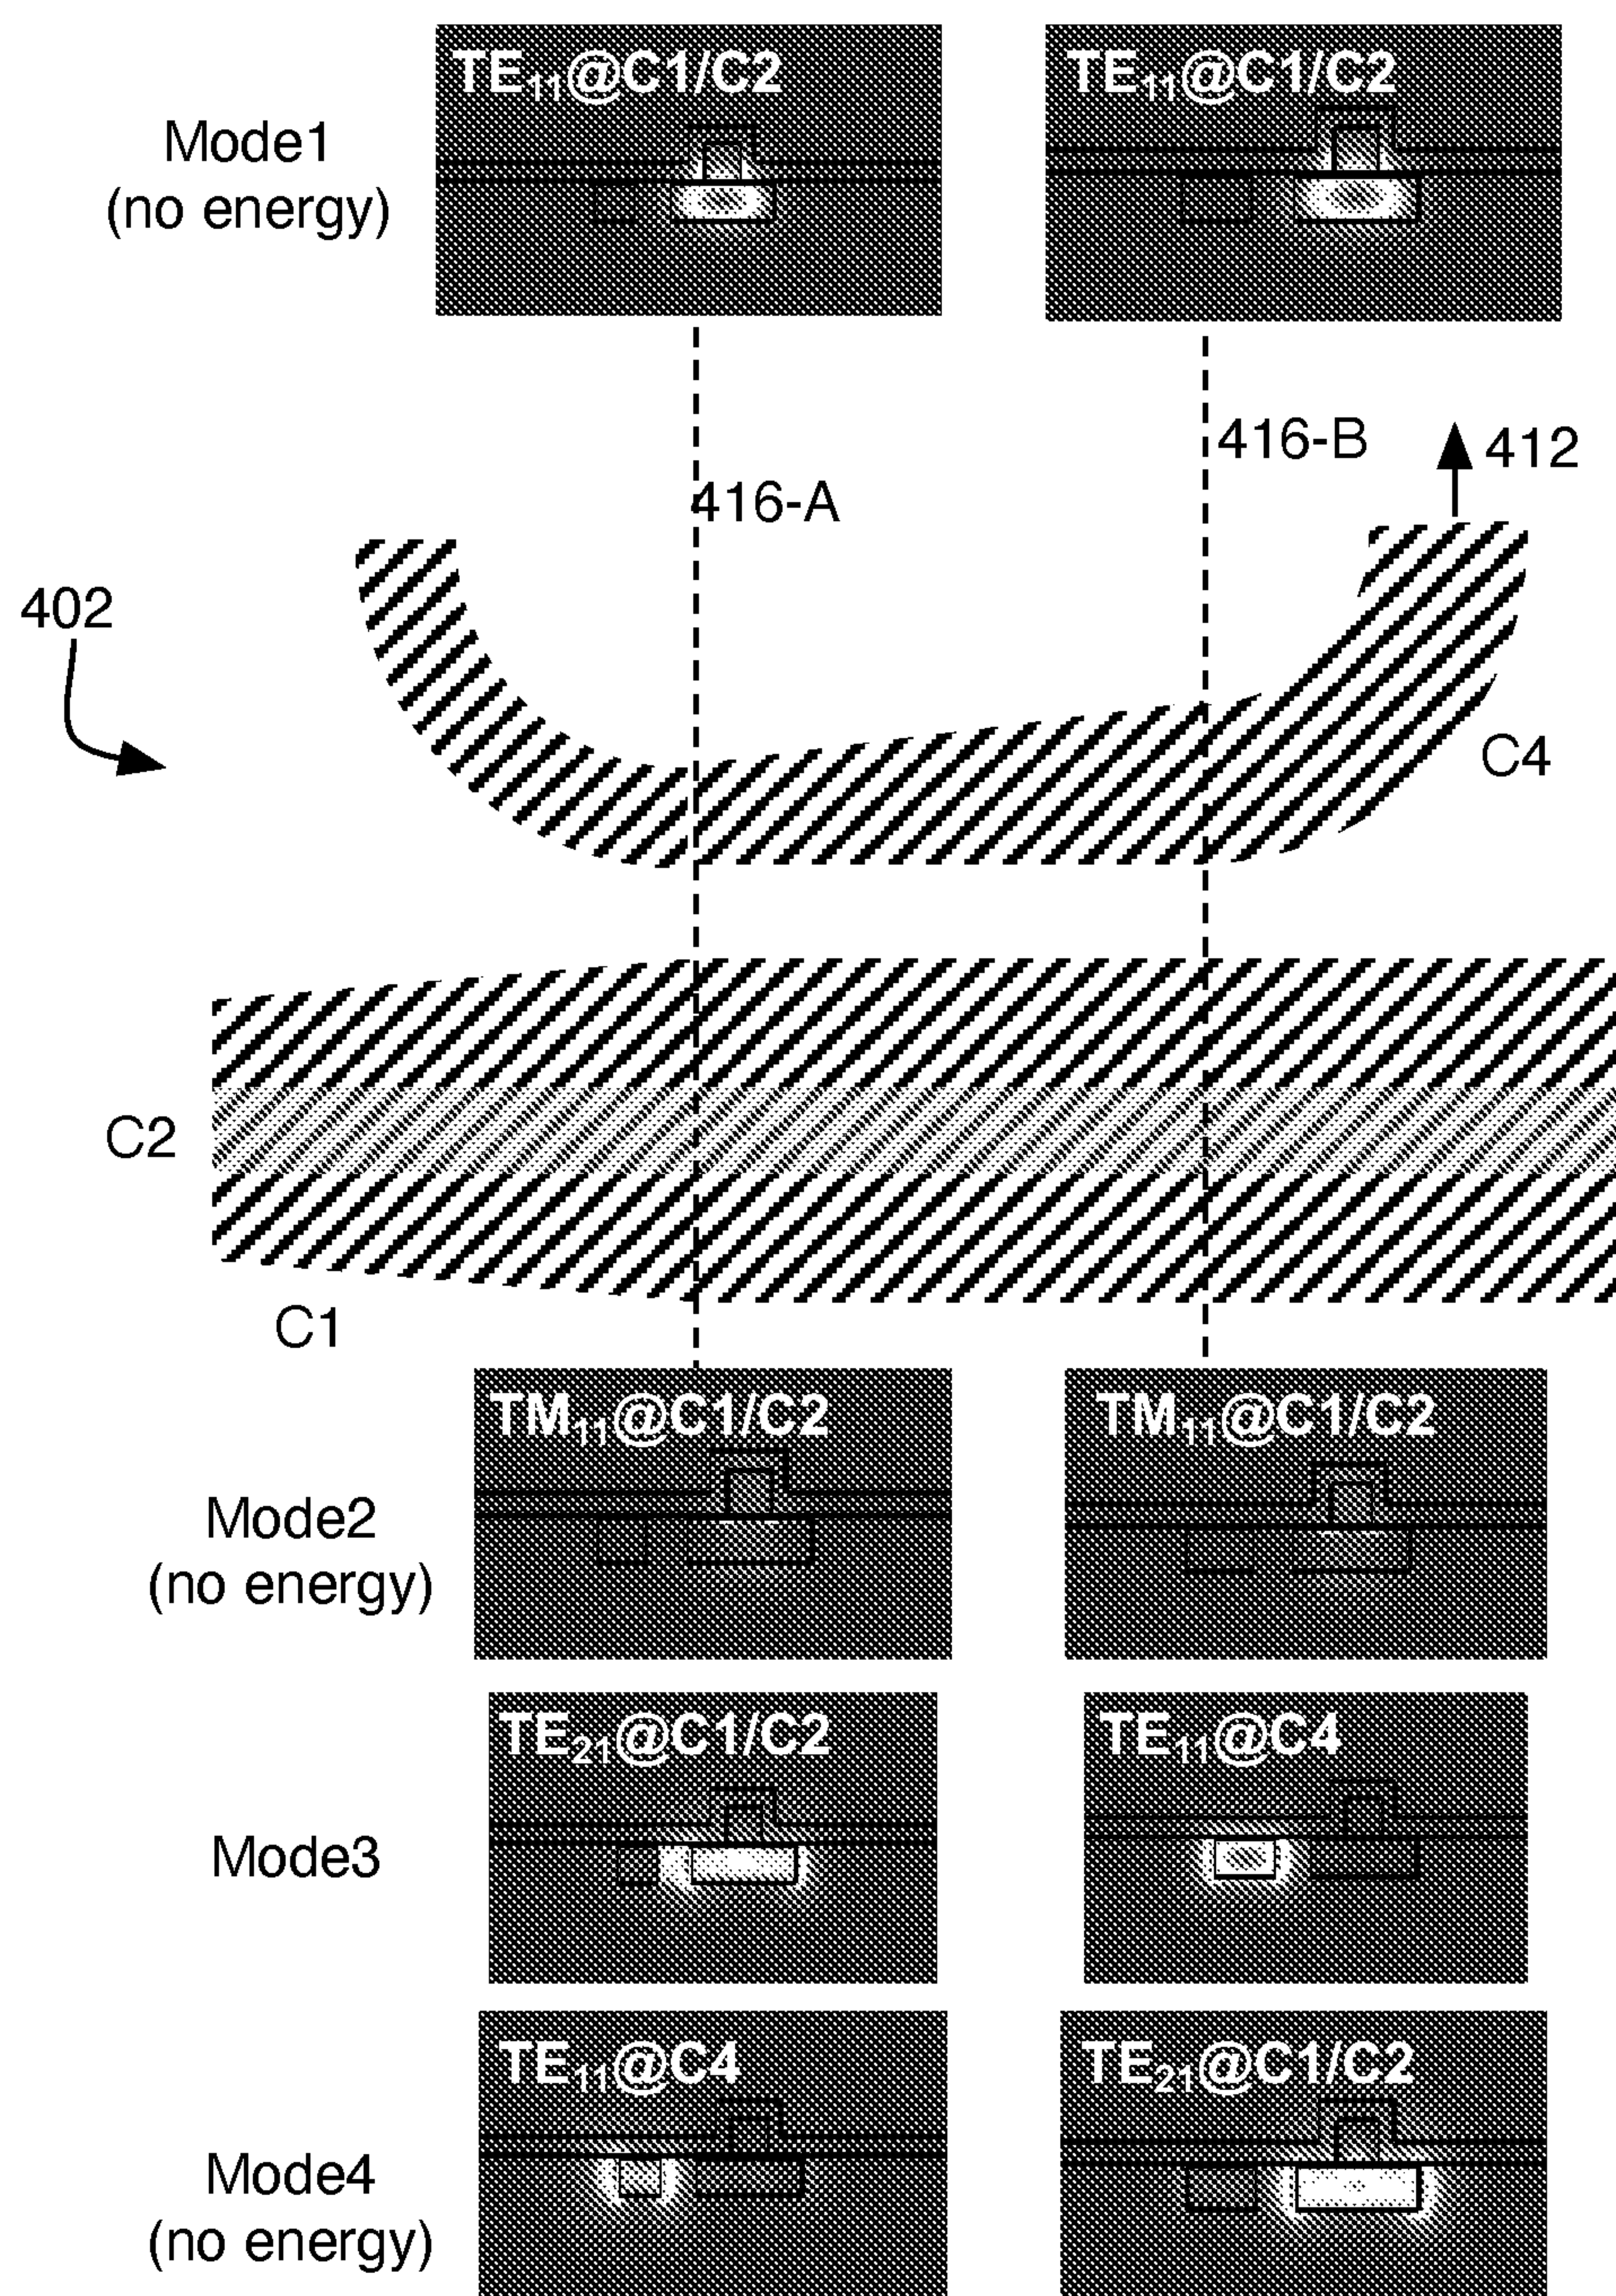 TE11@C1/C2 TE11@C1/C2
Mode1
(no energy)
416-B 412
416-A
402
C4
C2
C1
TM11@C1/C2 TM11@C1/C2
Mode2
(no energy)
TE21@C1/C2 TE11@C4
Mode3
TE11@C4 TE21@C1/C2
Mode4
(no energy)